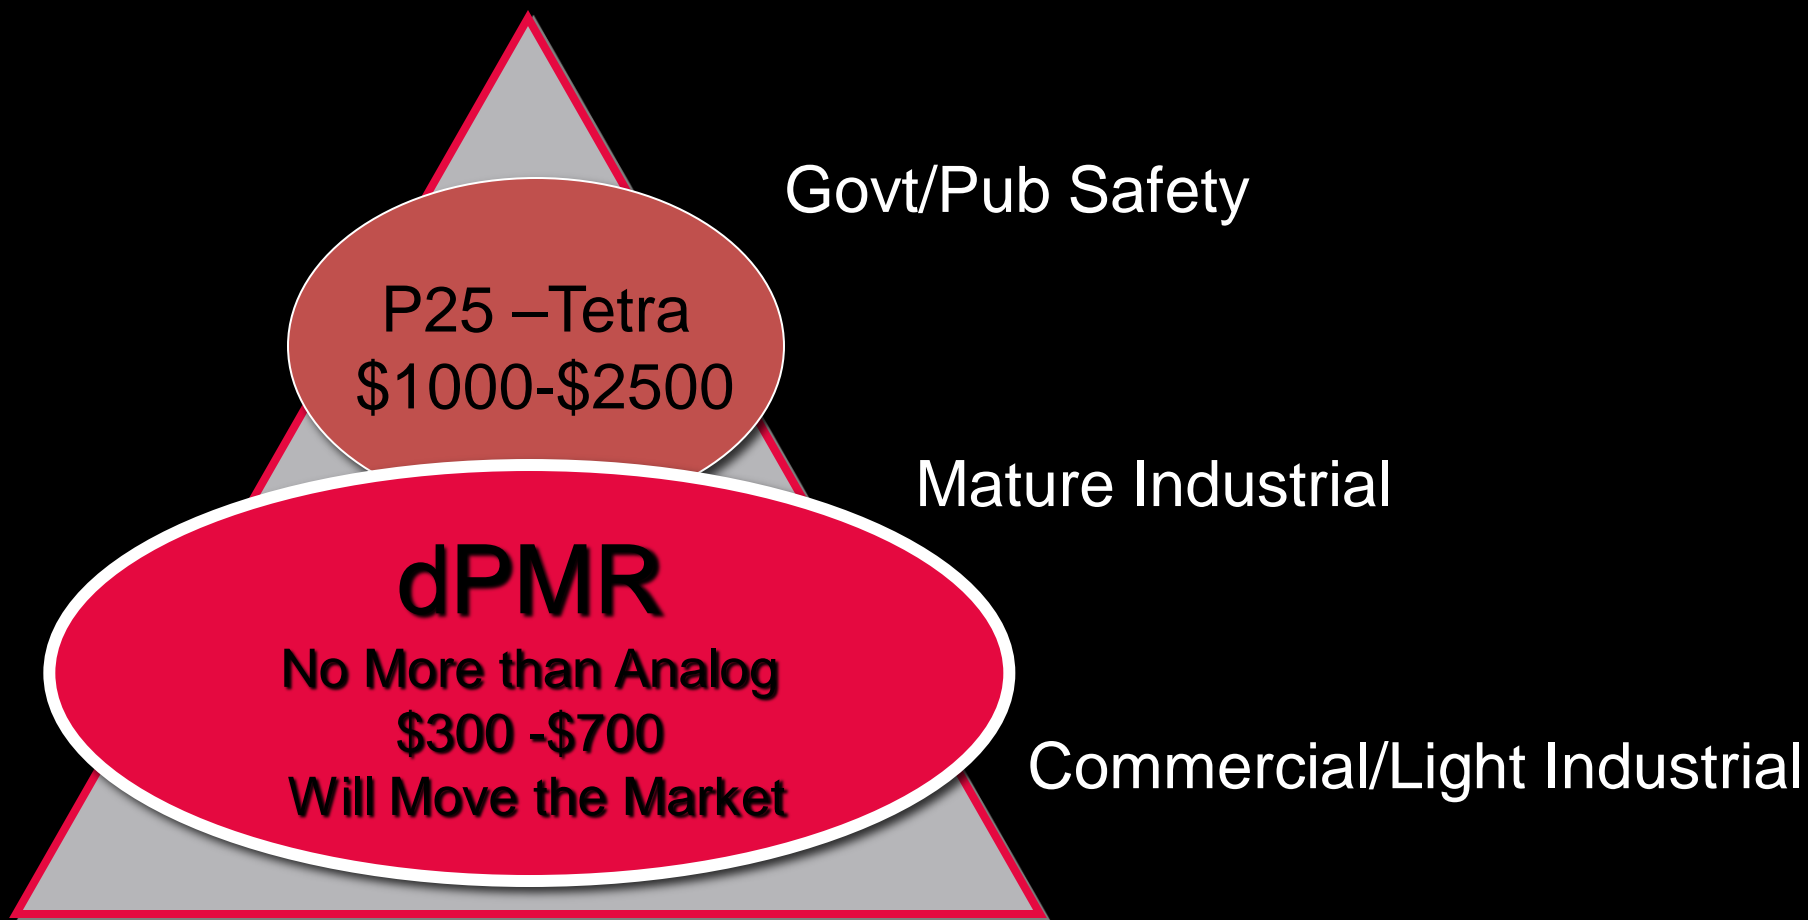 Govt/Pub Safety
P25 –Tetra
$1000-$2500
Mature Industrial
dPMR
No More than Analog
$300 -$700
Will Move the Market
Commercial/Light Industrial